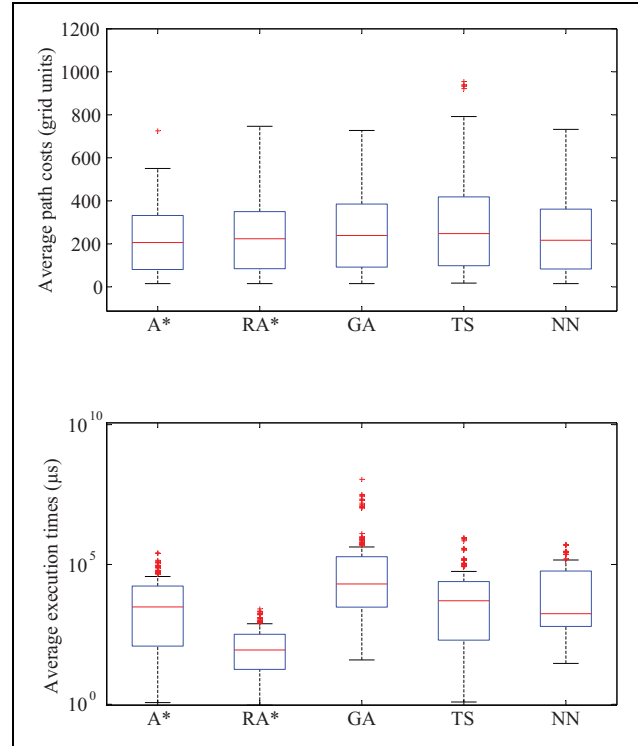 Average path costs (grid units)
1200
1000
800
600
400
200
0
A* RA* GA TS NN
Average execution times (μs)
10^10
10^5
10^0
A* RA* GA TS NN